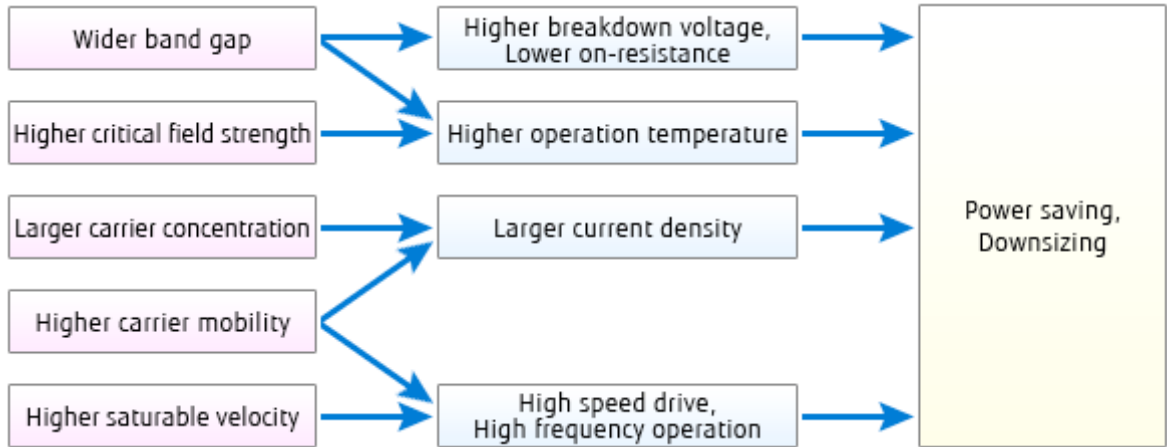 Wider band gap
Higher breakdown voltage,
Lower on-resistance
Higher critical field strength
Higher operation temperature
Larger carrier concentration
Larger current density
Power saving,
Downsizing
Higher carrier mobility
Higher saturable velocity
High speed drive,
High frequency operation